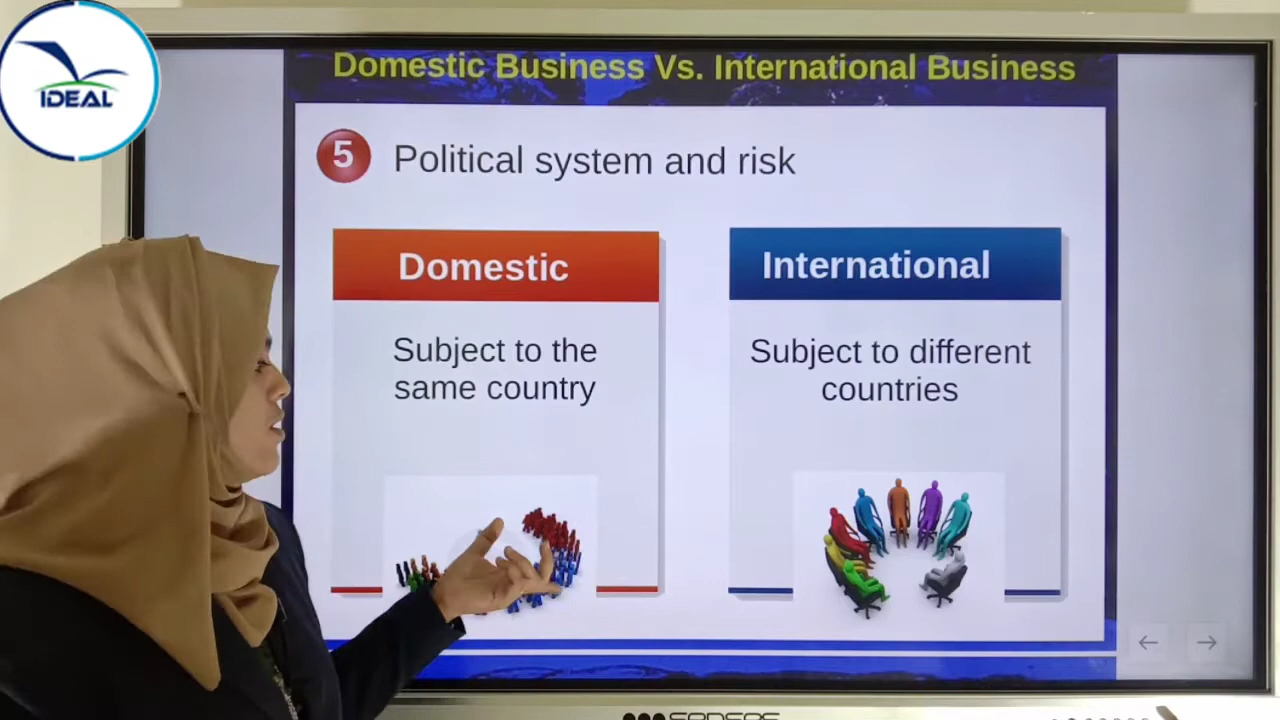 IDEAL
Domestic Business Vs. International Business
5 Political system and risk
Domestic
Subject to the
same country
International
Subject to different
countries